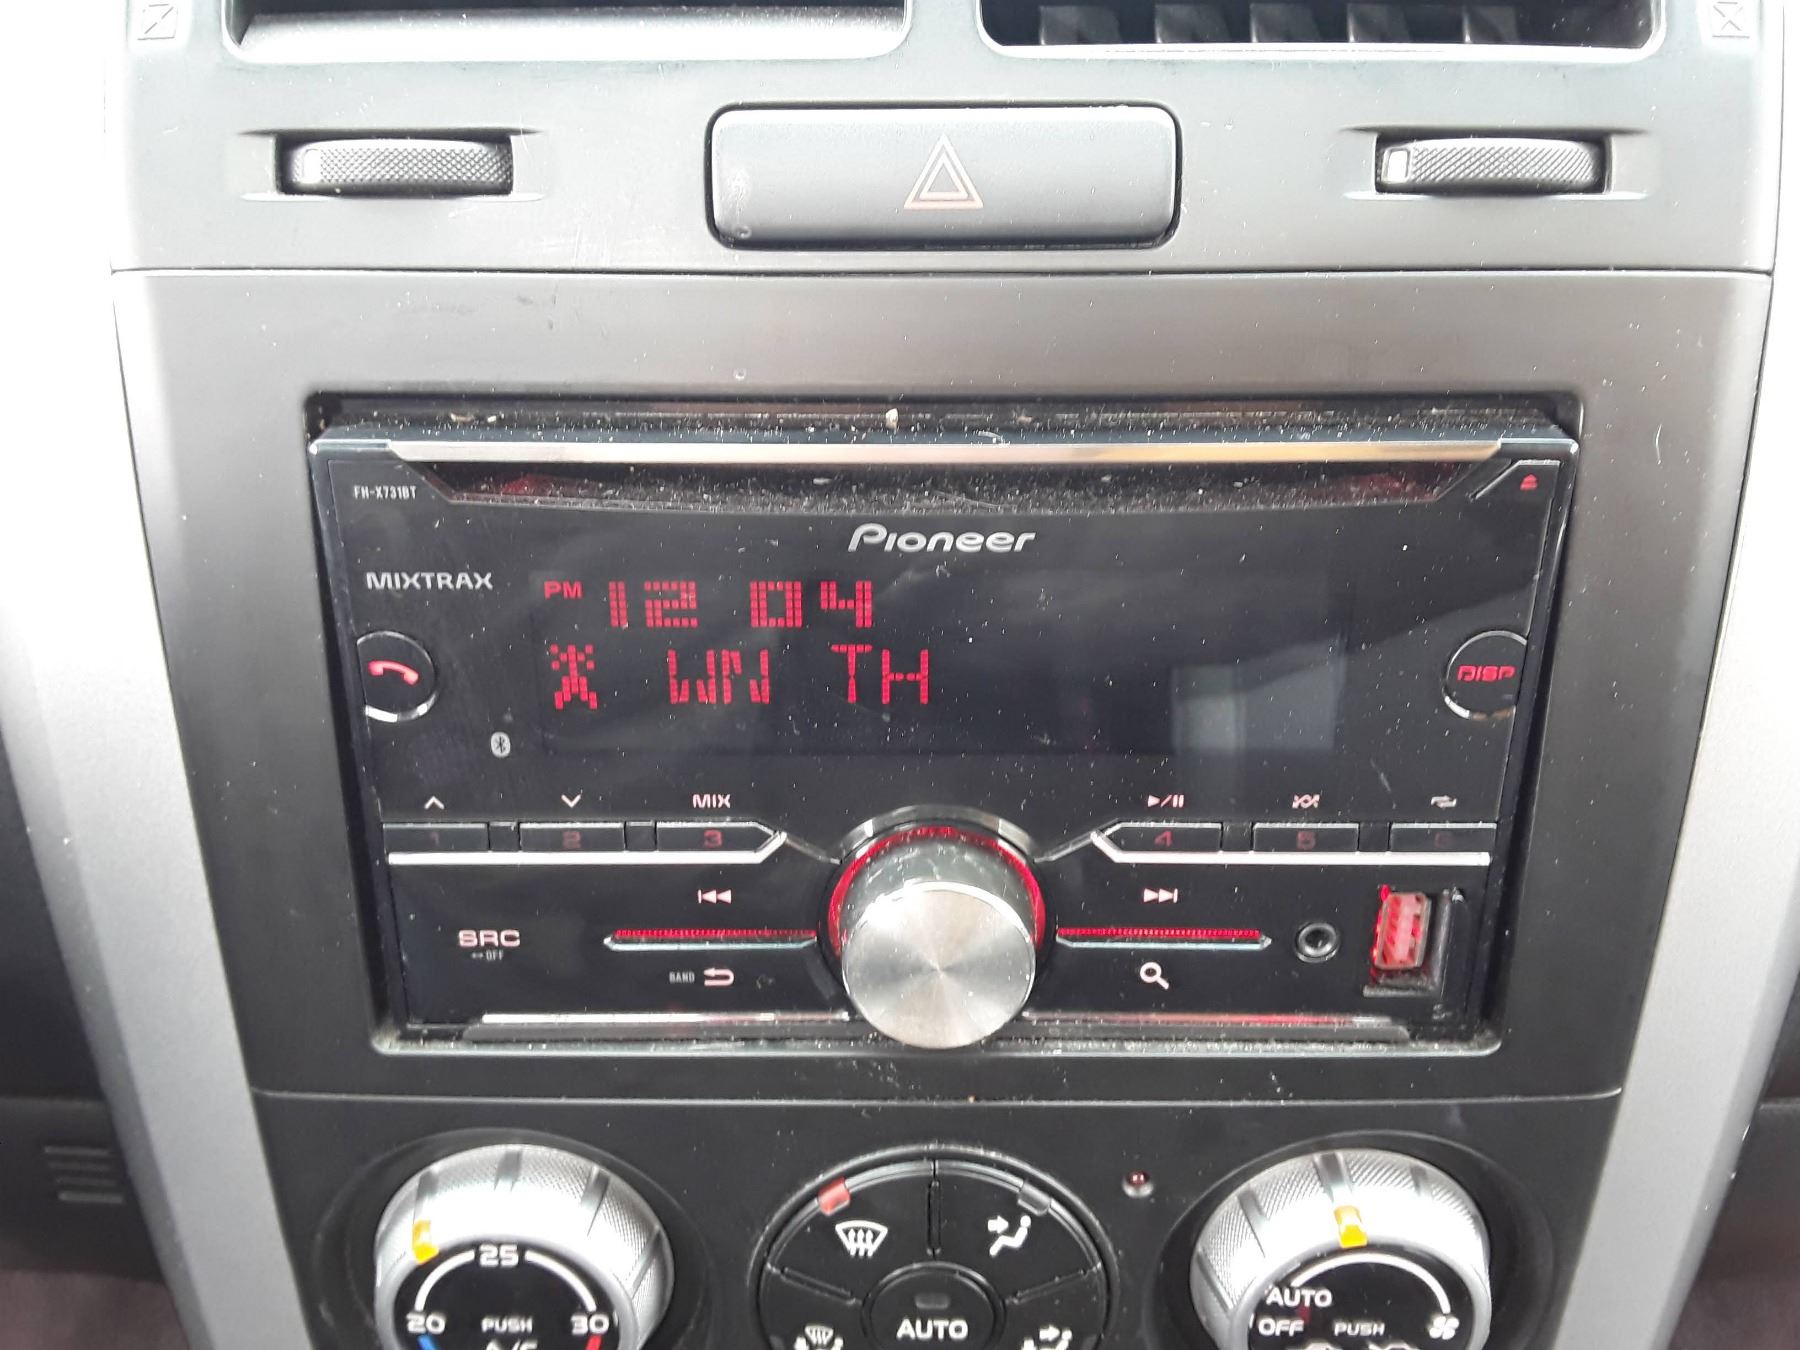 FH-X731BT
Pioneer
MIXTRAX
PM 12 04
WN TH
DISP
MIX
1 2 3 4 5
SRC
OFF
BAND
25
20 PUSH 30
AUTO
AUTO
OFF PUSH